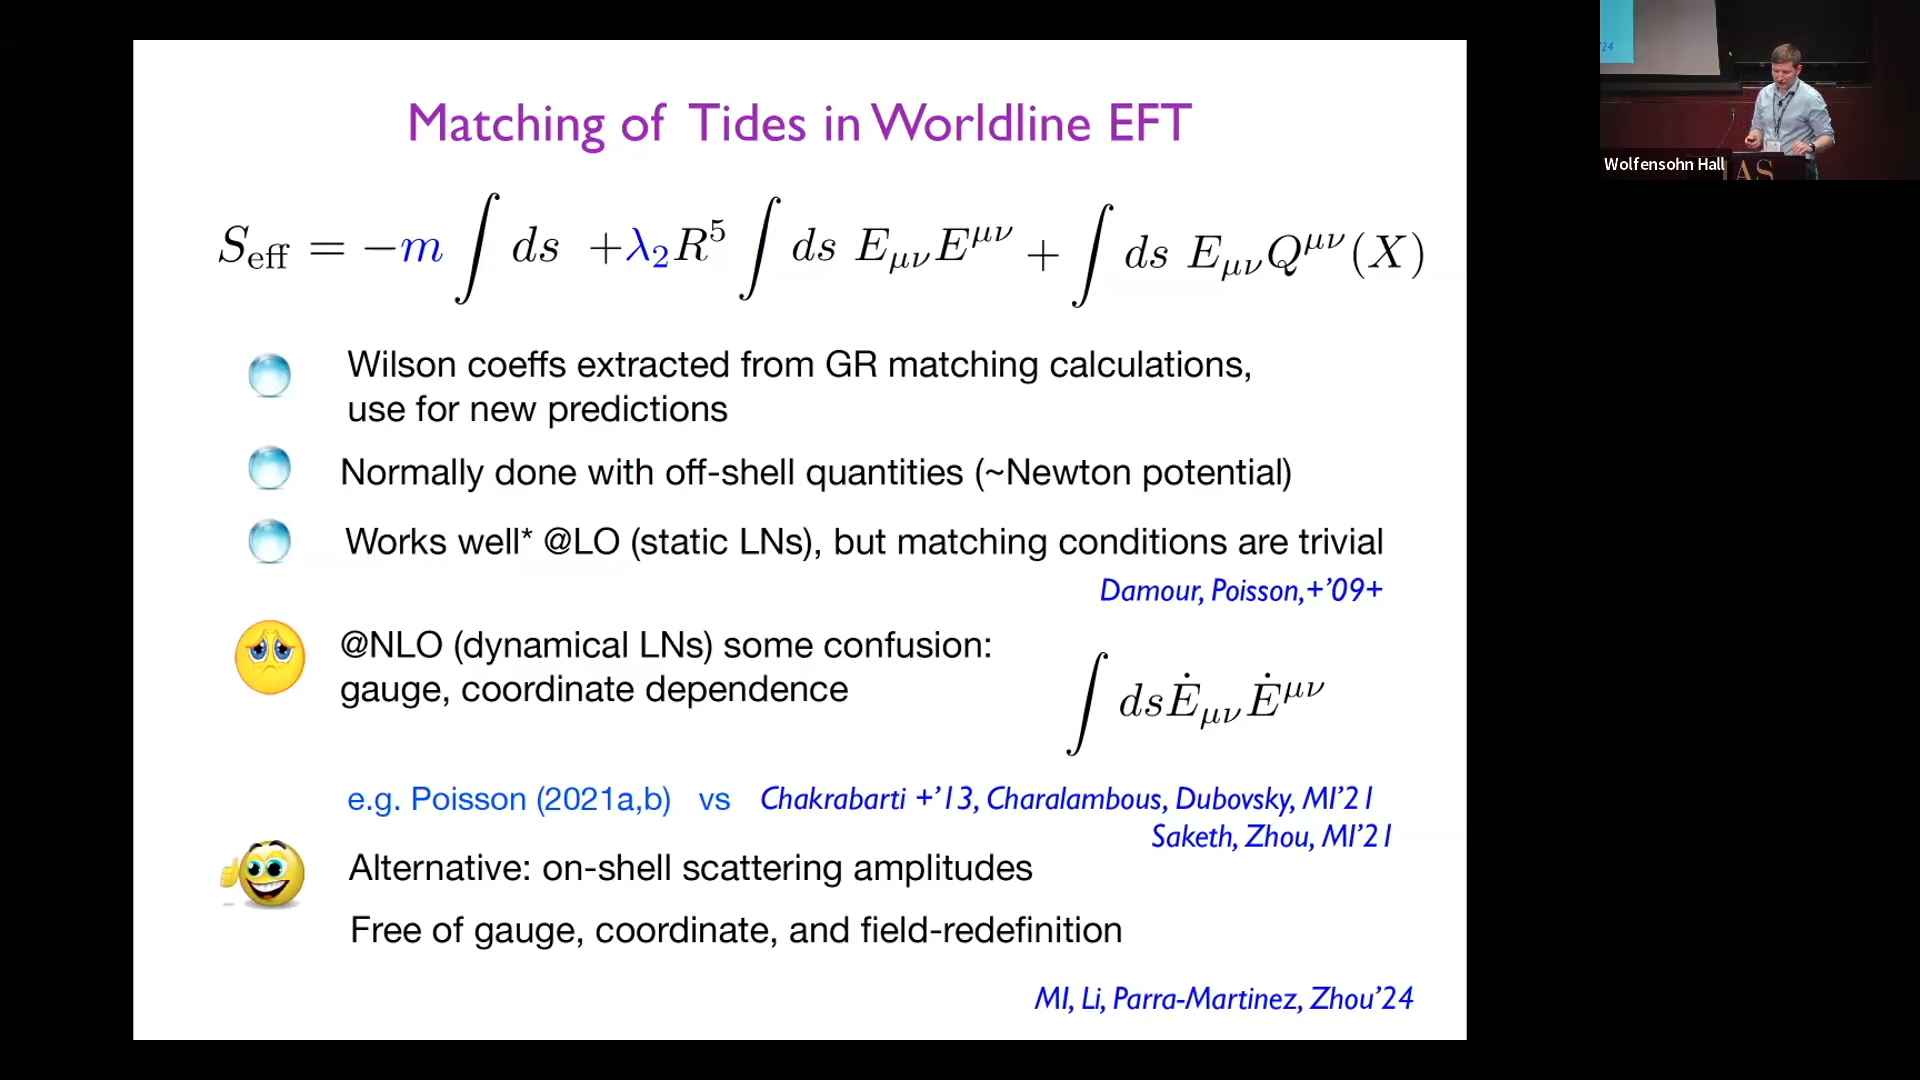 Matching of Tides in Worldline EFT
S_eff = −m ∫ ds +λ₂R⁵ ∫ ds E_μν E^μν + ∫ ds E_μν Q^μν(X)
Wilson coeffs extracted from GR matching calculations,
use for new predictions
Normally done with off-shell quantities (~Newton potential)
Works well* @LO (static LNs), but matching conditions are trivial
Damour, Poisson,+'09+
@NLO (dynamical LNs) some confusion:
gauge, coordinate dependence
∫ ds Ė_μν Ė^μν
e.g. Poisson (2021a,b) vs Chakrabarti +'13, Charalambous, Dubovsky, MI'21
Saketh, Zhou, MI'21
Alternative: on-shell scattering amplitudes
Free of gauge, coordinate, and field-redefinition
MI, Li, Parra-Martinez, Zhou'24
'24
Wolfensohn Hall
AS